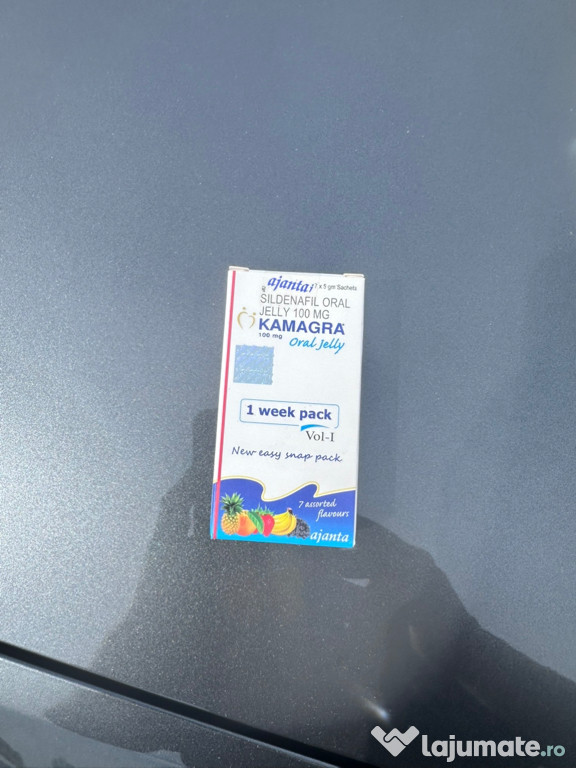 ajanta
7 x 5 gm Sachets
SILDENAFIL ORAL
JELLY 100 MG
KAMAGRA
100 mg
Oral Jelly
1 week pack
Vol-I
New easy snap pack
7 assorted
flavours
ajanta
lajumate.ro